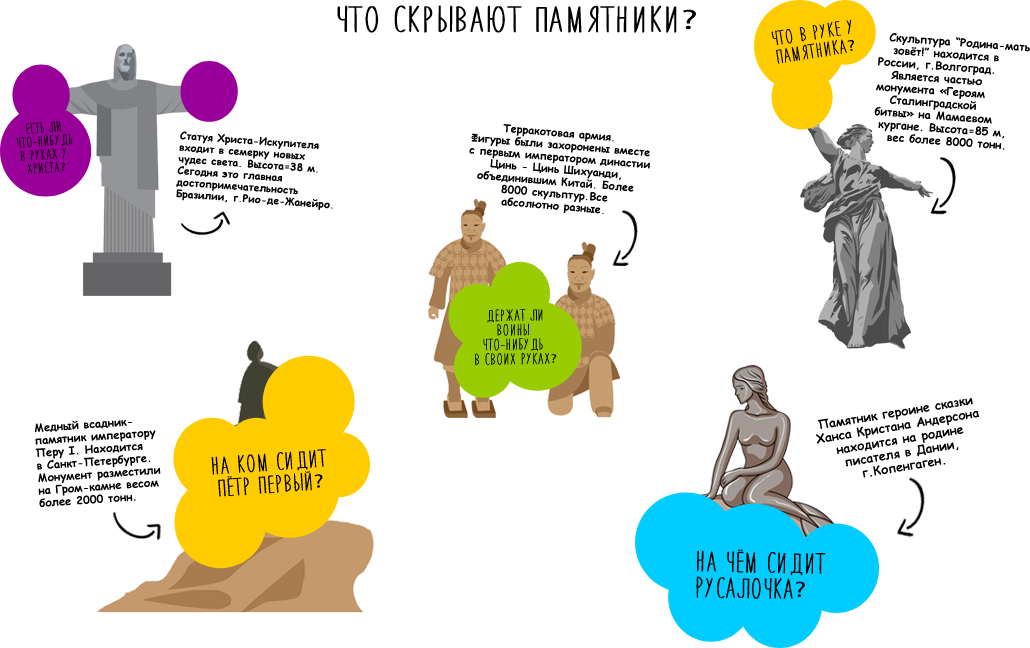 ЧТО СКРЫВАЮТ ПАМЯТНИКИ?
ЕСТЬ ЛИ
ЧТО-НИБУДЬ
В РУКАХ У
ХРИСТА?
Статуя Христа-Искупителя
входит в семерку новых
чудес света. Высота=38 м.
Сегодня это главная
достопримечательность
Бразилии, г.Рио-де-Жанейро.
Терракотовая армия.
Фигуры были захоронены вместе
с первым императором династии
Цинь - Цинь Шихуанди,
объединившим Китай. Более
8000 скульптур.Все
абсолютно разные.
ДЕРЖАТ ЛИ
ВОИНЫ
ЧТО-НИБУДЬ
В СВОИХ РУКАХ?
ЧТО В РУКЕ У
ПАМЯТНИКА?
Скульптура “Родина-мать
зовёт!” находится в
России, г.Волгоград.
Является частью
монумента «Героям
Сталинградской
битвы» на Мамаевом
кургане. Высота=85 м,
вес более 8000 тонн.
Медный всадник-
памятник императору
Перу I. Находится
в Санкт-Петербурге.
Монумент разместили
на Гром-камне весом
более 2000 тонн.
НА КОМ СИДИТ
ПЁТР ПЕРВЫЙ?
Памятник героине сказки
Ханса Кристана Андерсона
находится на родине
писателя в Дании,
г.Копенгаген.
НА ЧЁМ СИДИТ
РУСАЛОЧКА?